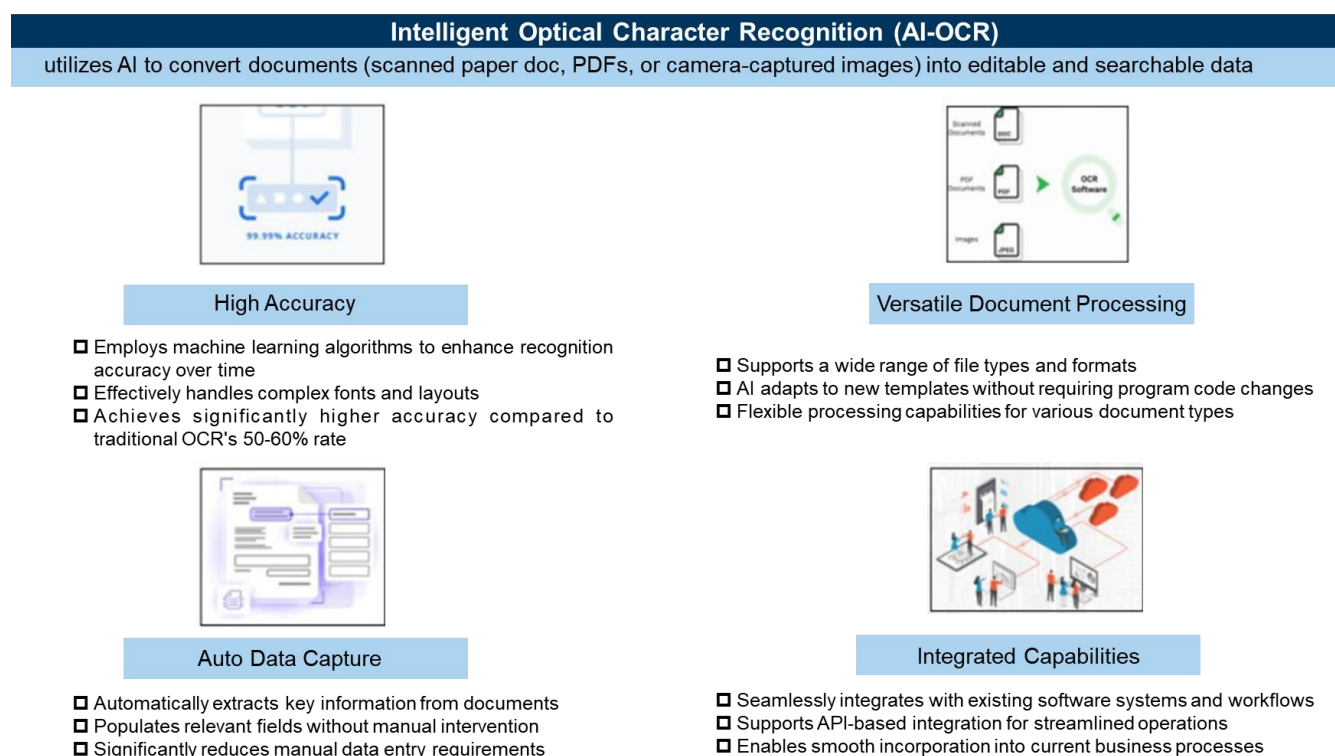 Intelligent Optical Character Recognition (AI-OCR)
utilizes AI to convert documents (scanned paper doc, PDFs, or camera-captured images) into editable and searchable data
99.99% ACCURACY
High Accuracy
Employs machine learning algorithms to enhance recognition
accuracy over time
Effectively handles complex fonts and layouts
Achieves significantly higher accuracy compared to
traditional OCR's 50-60% rate
Scanned
Documents
DOC
PDF
Documents
PDF
Images
JPEG
OCR
Software
Versatile Document Processing
Supports a wide range of file types and formats
AI adapts to new templates without requiring program code changes
Flexible processing capabilities for various document types
Auto Data Capture
Automatically extracts key information from documents
Populates relevant fields without manual intervention
Significantly reduces manual data entry requirements
Integrated Capabilities
Seamlessly integrates with existing software systems and workflows
Supports API-based integration for streamlined operations
Enables smooth incorporation into current business processes